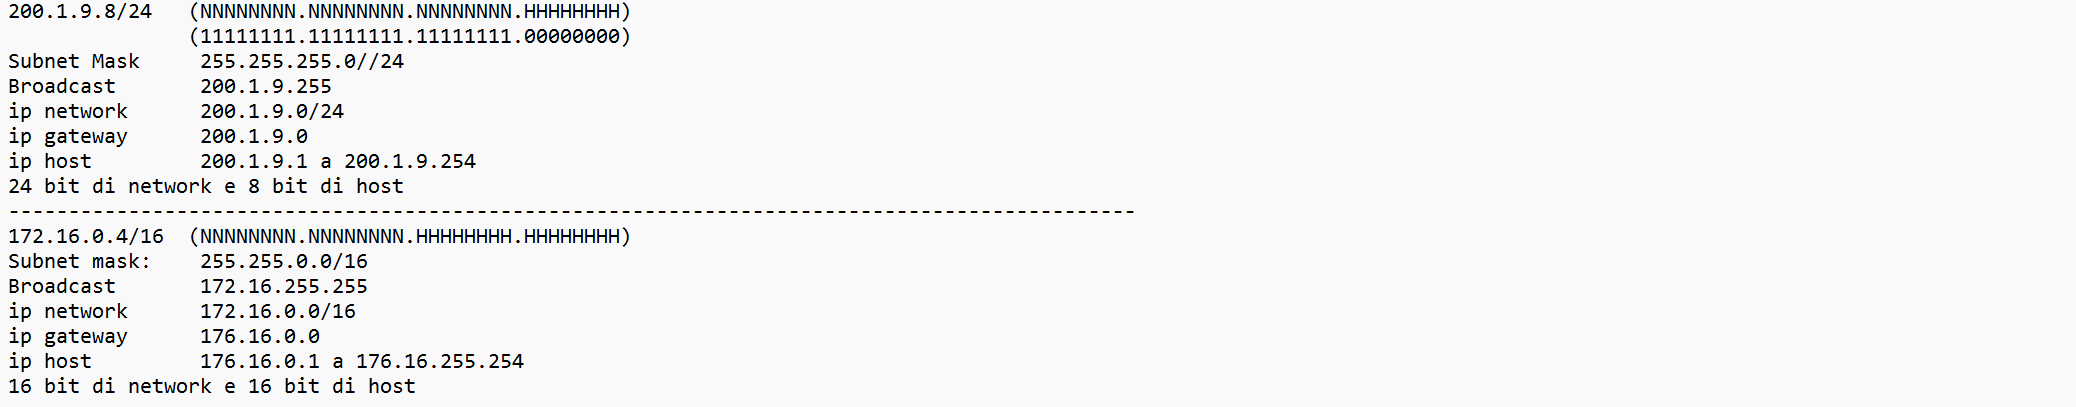 200.1.9.8/24   (NNNNNNNN.NNNNNNNN.NNNNNNNN.HHHHHHHH)
               (11111111.11111111.11111111.00000000)
Subnet Mask     255.255.255.0//24
Broadcast       200.1.9.255
ip network      200.1.9.0/24
ip gateway      200.1.9.0
ip host         200.1.9.1 a 200.1.9.254
24 bit di network e 8 bit di host
----------------------------------------------------------------------------------------------
172.16.0.4/16  (NNNNNNNN.NNNNNNNN.HHHHHHHH.HHHHHHHH)
Subnet mask:    255.255.0.0/16
Broadcast       172.16.255.255
ip network      172.16.0.0/16
ip gateway      176.16.0.0
ip host         176.16.0.1 a 176.16.255.254
16 bit di network e 16 bit di host